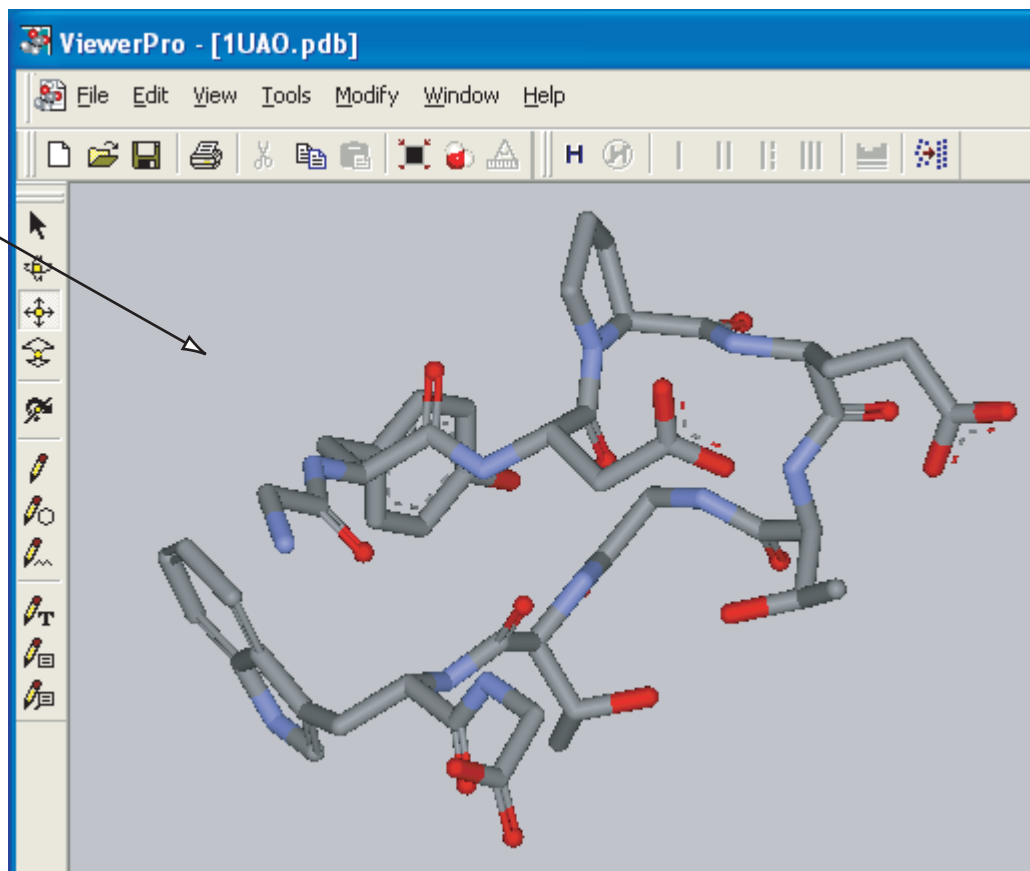 ViewerPro - [1UAO.pdb]
File Edit View Tools Modify Window Help
H H
T